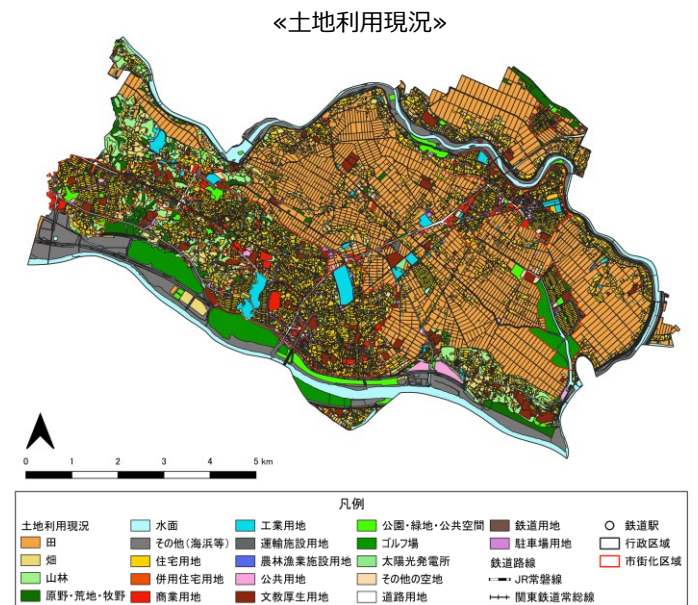 ≪土地利用現況≫
0 1 2 3 4 5 km
凡例
土地利用現況
田
畑
山林
原野・荒地・牧野
水面
その他(海浜等)
住宅用地
併用住宅用地
商業用地
工業用地
運輸施設用地
農林漁業施設用地
公共用地
文教厚生用地
公園・緑地・公共空間
ゴルフ場
太陽光発電所
その他の空地
道路用地
鉄道用地
駐車場用地
鉄道路線
JR常磐線
関東鉄道常総線
鉄道駅
行政区域
市街化区域